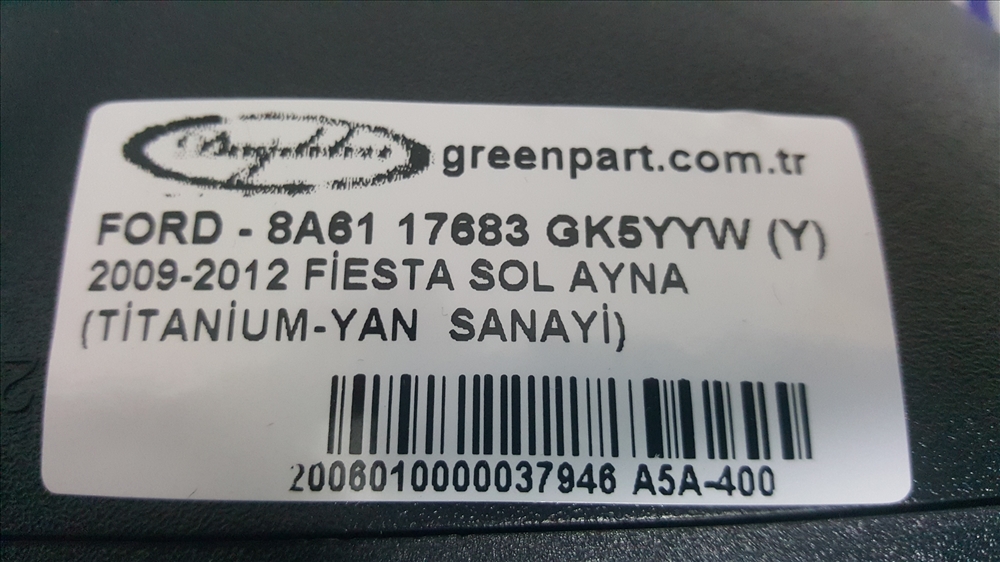 greenpart.com.tr
FORD - 8A61 17683 GK5YYW (Y)
2009-2012 FİESTA SOL AYNA
(TİTANİUM-YAN SANAYİ)
2006010000037946 A5A-400